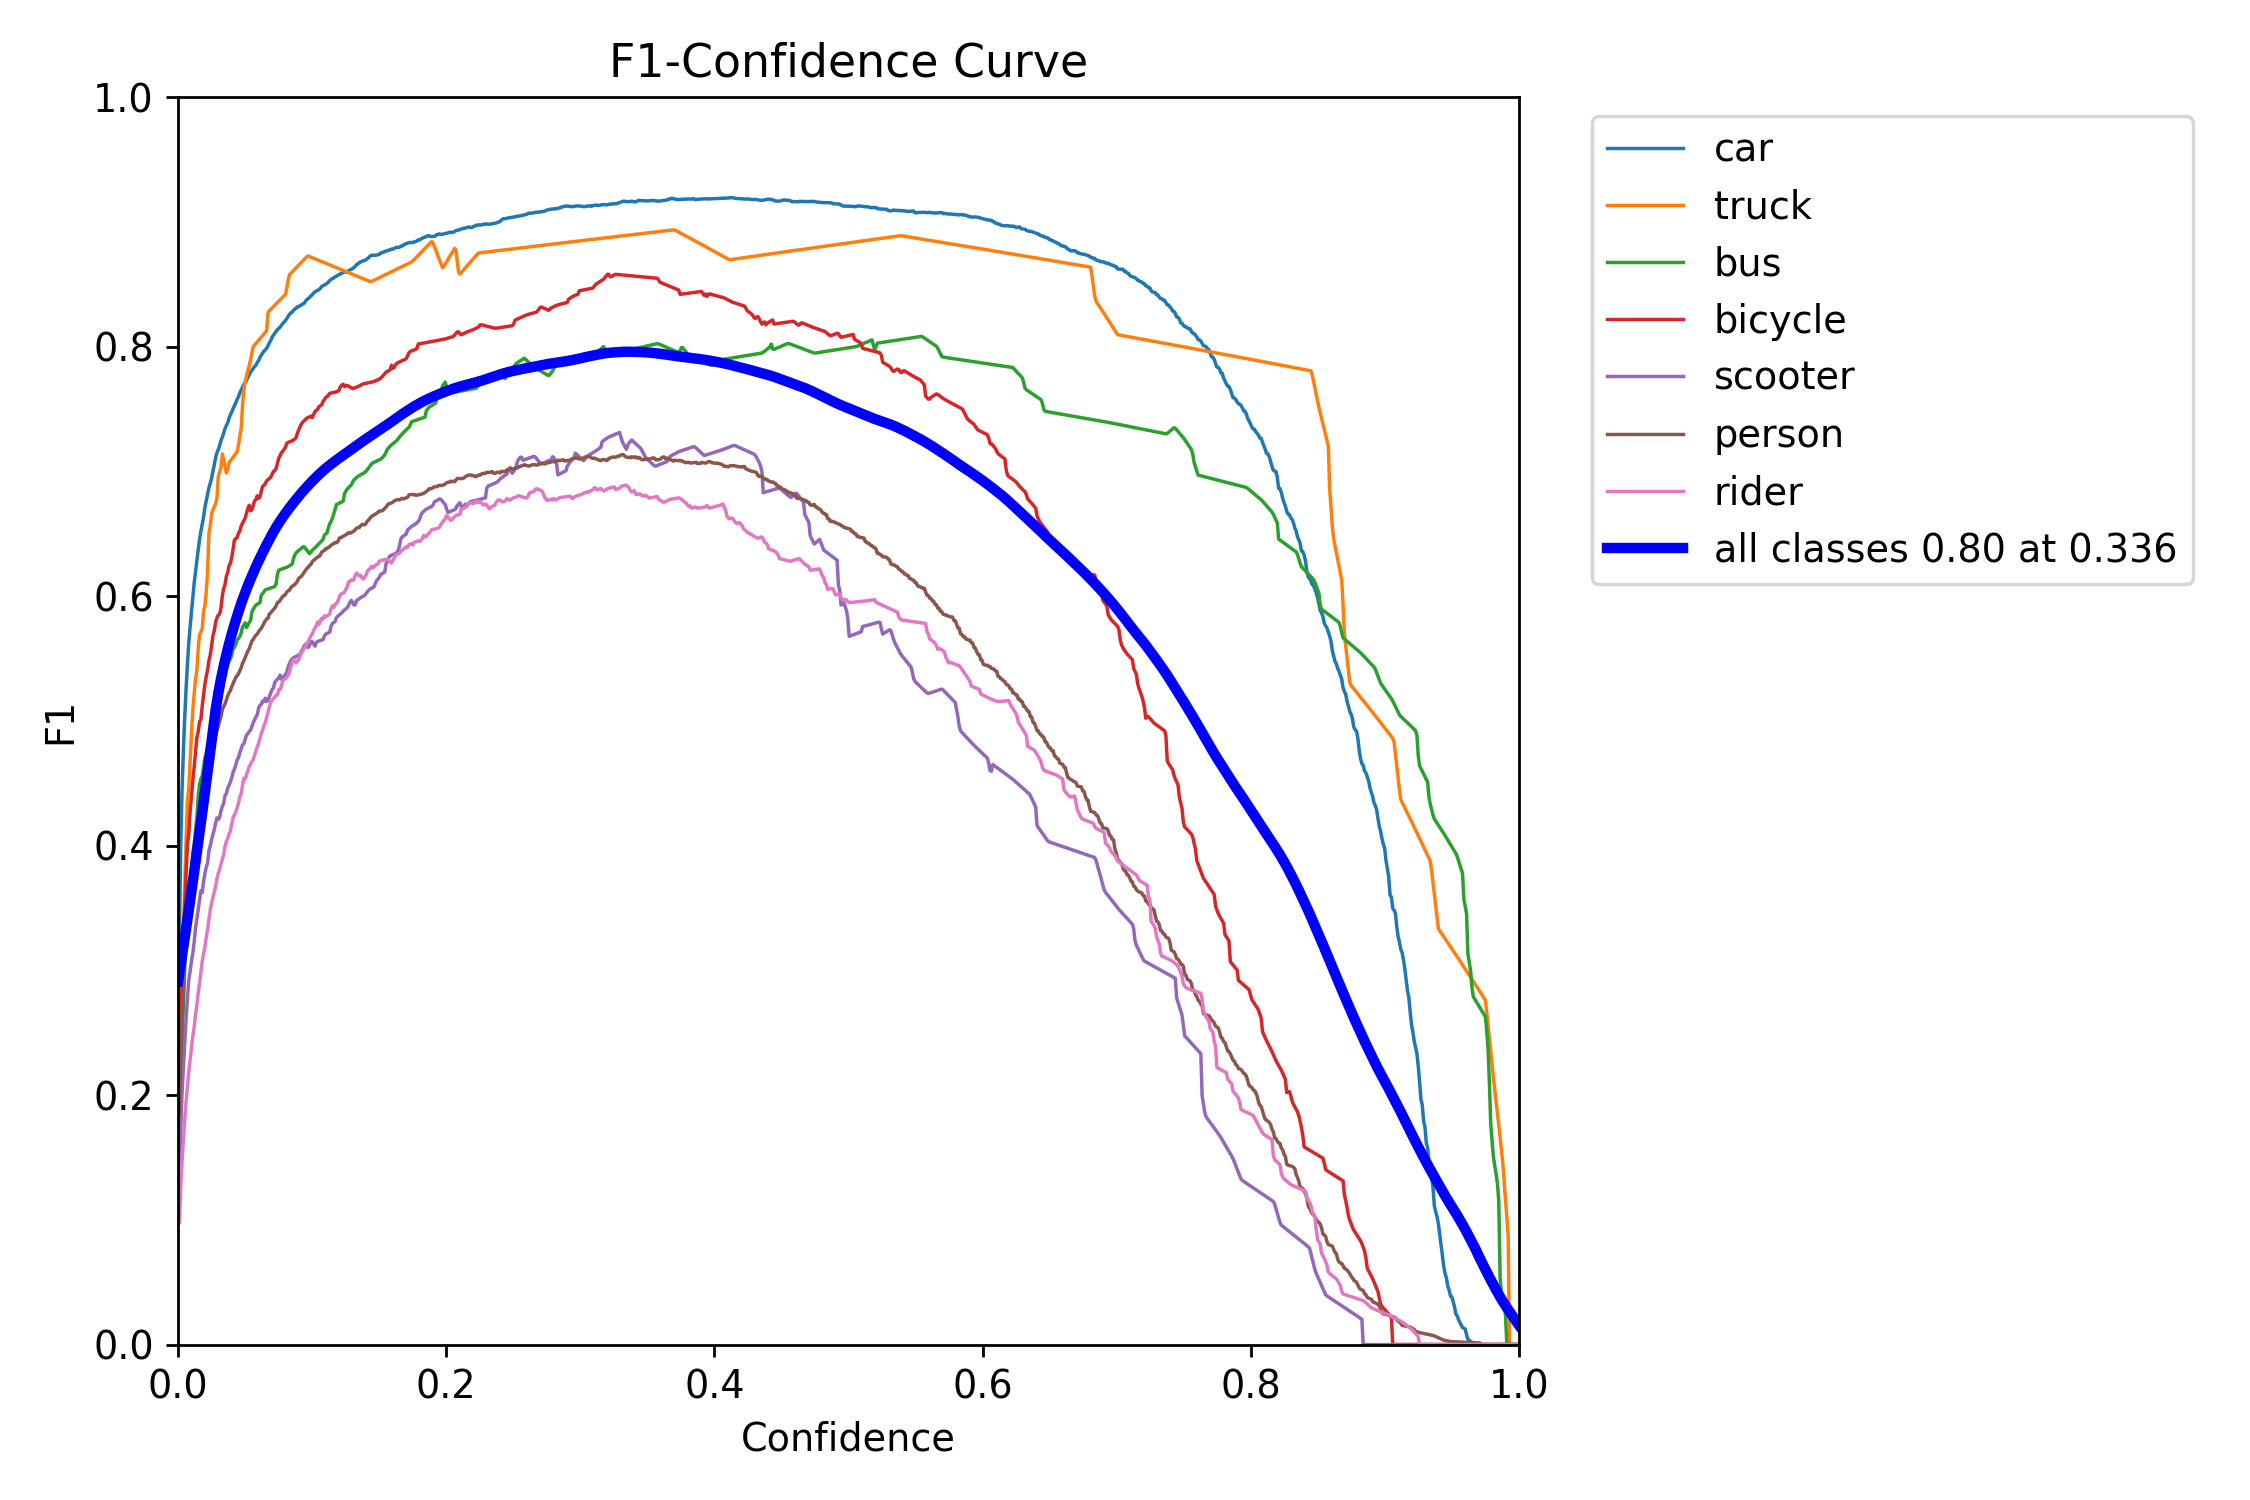 F1-Confidence Curve
1.0
0.8
0.6
0.4
0.2
0.0
F1
0.0 0.2 0.4 0.6 0.8 1.0
Confidence
car
truck
bus
bicycle
scooter
person
rider
all classes 0.80 at 0.336